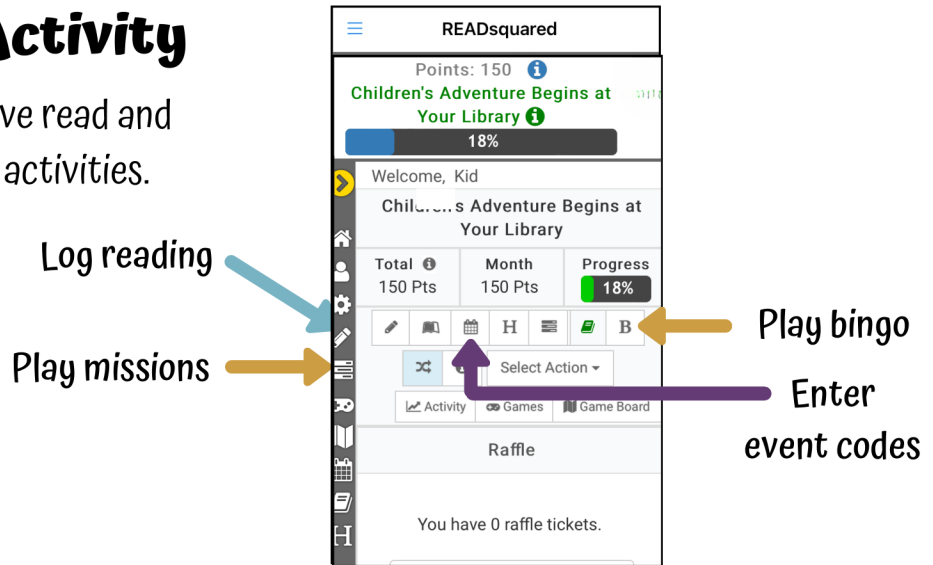 Activity
ve read and
activities.
Log reading
Play missions
READsquared
Points: 150
Children's Adventure Begins at
Your Library
18%
Welcome, Kid
Children's Adventure Begins at
Your Library
Total Month Progress
150 Pts 150 Pts 18%
H B
Select Action
Activity Games Game Board
Raffle
You have 0 raffle tickets.
H
Play bingo
Enter
event codes